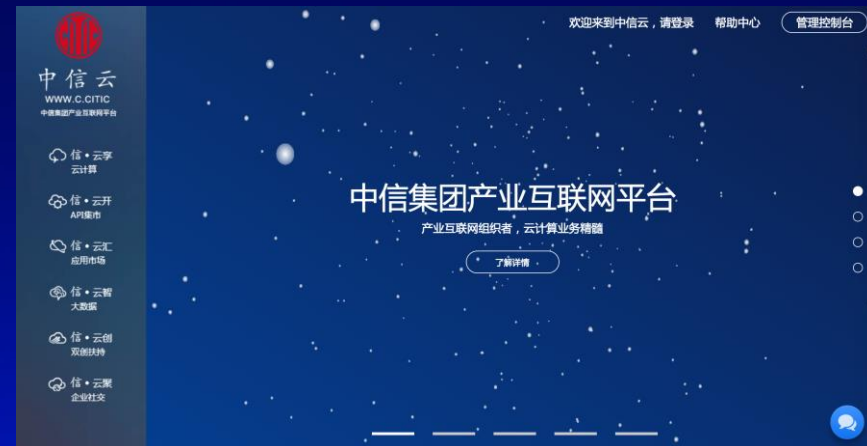 欢迎来到中信云，请登录 帮助中心 管理控制台
CITIC
中信云
WWW.C.CITIC
中信集团产业互联网平台
信•云享
云计算
信•云开
API集市
信•云汇
应用市场
信•云智
大数据
信•云创
双创扶持
信•云聚
企业社交
中信集团产业互联网平台
产业互联网组织者，云计算业务精髓
了解详情